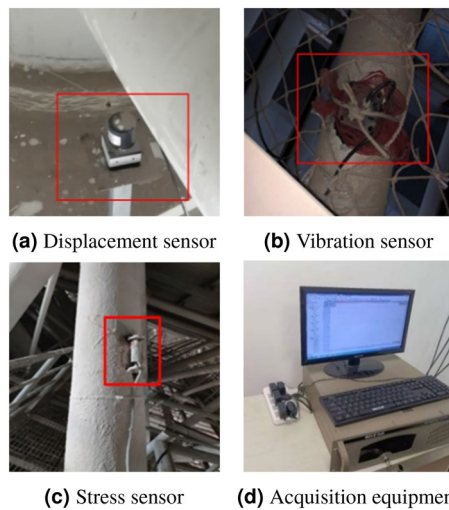 (a) Displacement sensor
(b) Vibration sensor
(c) Stress sensor
(d) Acquisition equipmen